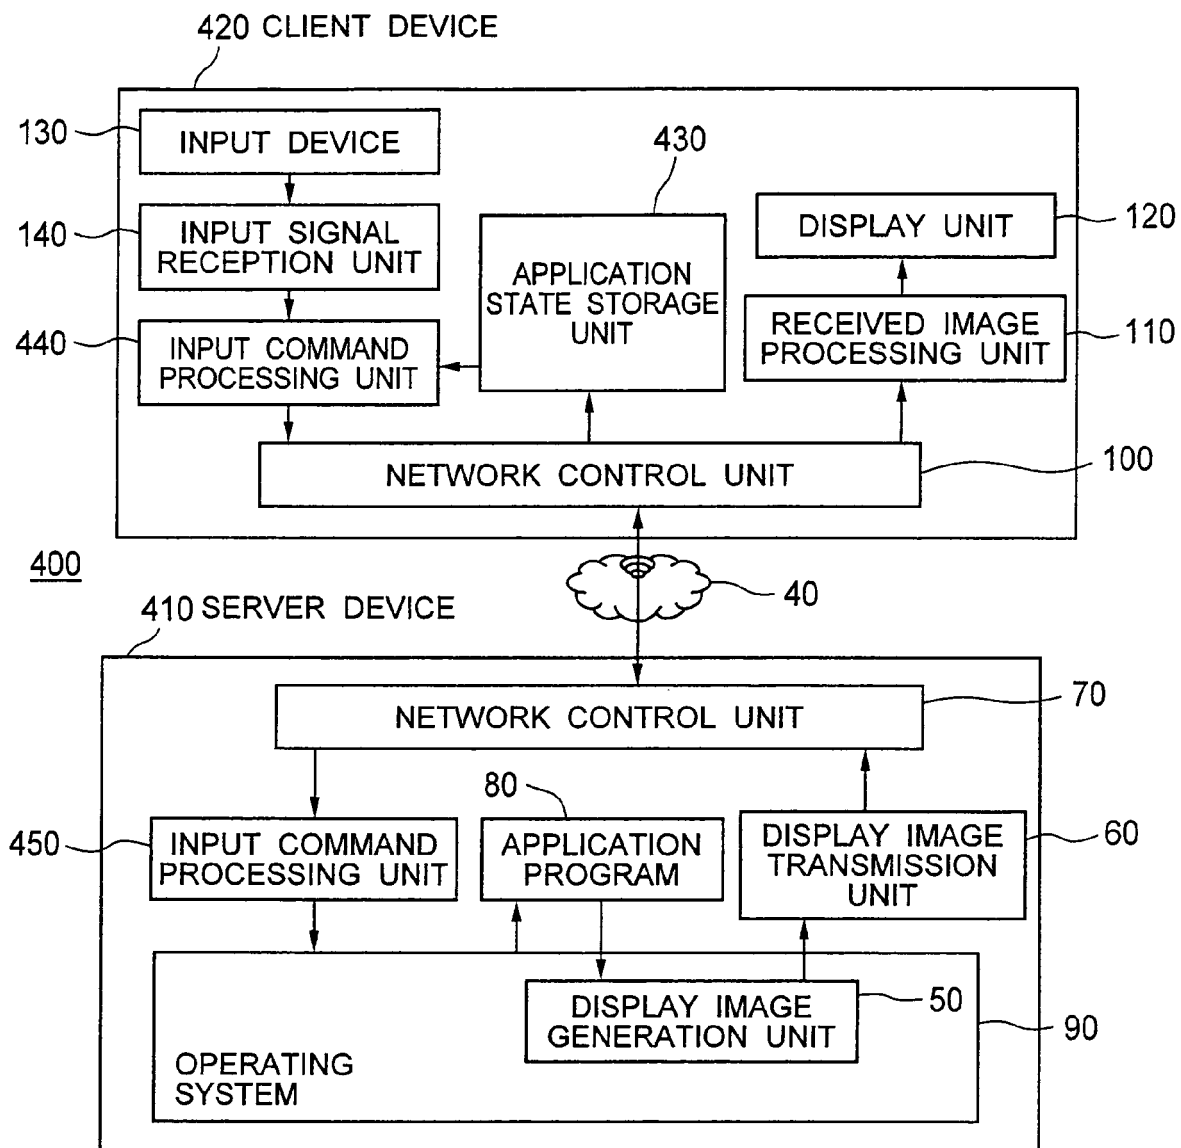 420 CLIENT DEVICE
130
INPUT DEVICE
430
140
INPUT SIGNAL
RECEPTION UNIT
APPLICATION
STATE STORAGE
UNIT
DISPLAY UNIT
120
440
INPUT COMMAND
PROCESSING UNIT
RECEIVED IMAGE
PROCESSING UNIT
110
NETWORK CONTROL UNIT
100
400
40
410 SERVER DEVICE
NETWORK CONTROL UNIT
70
80
450
INPUT COMMAND
PROCESSING UNIT
APPLICATION
PROGRAM
DISPLAY IMAGE
TRANSMISSION
UNIT
60
DISPLAY IMAGE
GENERATION UNIT
50
90
OPERATING
SYSTEM